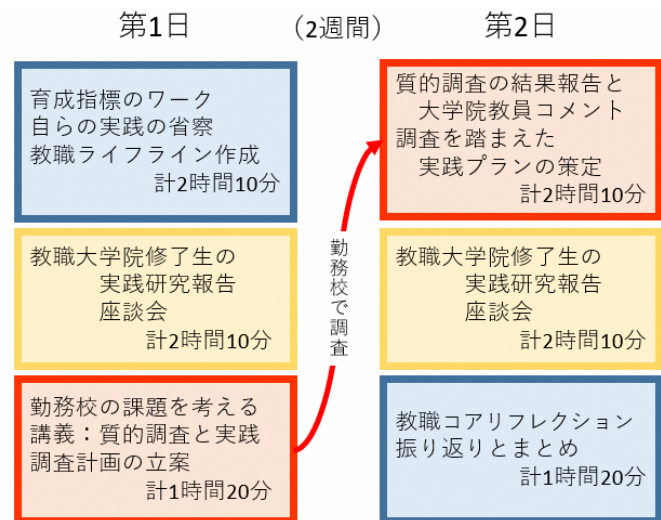 第1日
(2週間)
第2日
育成指標のワーク
自らの実践の省察
教職ライフライン作成
計2時間10分
教職大学院修了生の
実践研究報告
座談会
計2時間10分
勤務校の課題を考える
講義：質的調査と実践
調査計画の立案
計1時間20分
勤務校で調査
質的調査の結果報告と
大学院教員コメント
調査を踏まえた
実践プランの策定
計2時間10分
教職大学院修了生の
実践研究報告
座談会
計2時間10分
教職コアリフレクション
振り返りとまとめ
計1時間20分